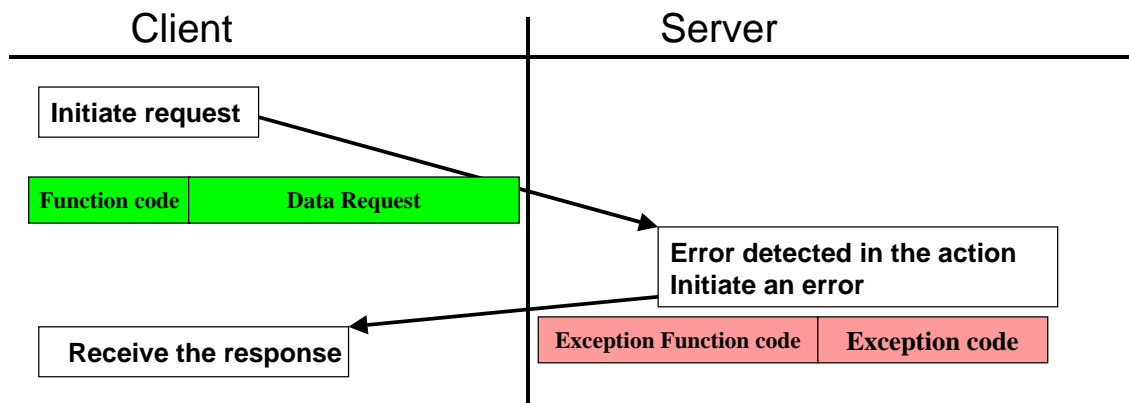 Client
Server
Initiate request
Function code
Data Request
Error detected in the action
Initiate an error
Exception Function code
Exception code
Receive the response